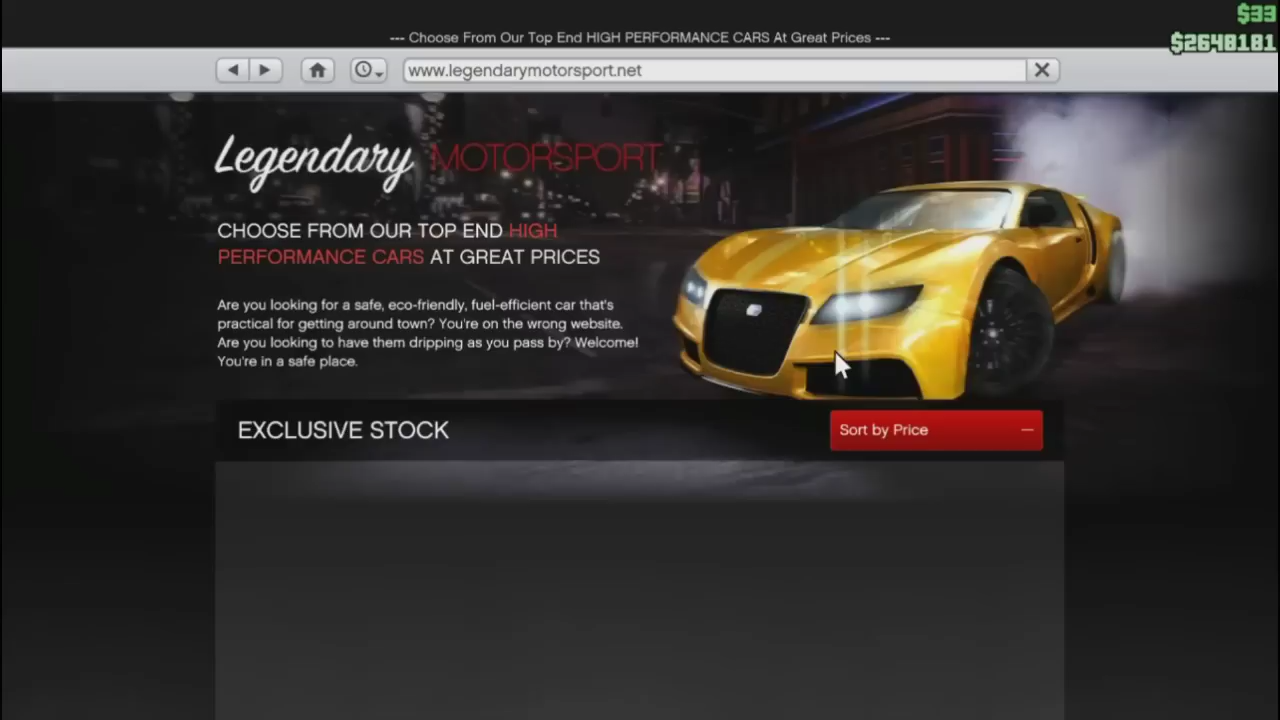 $33
--- Choose From Our Top End HIGH PERFORMANCE CARS At Great Prices ---
$2648181
www.legendarymotorsport.net
Legendary MOTORSPORT
CHOOSE FROM OUR TOP END HIGH
PERFORMANCE CARS AT GREAT PRICES
Are you looking for a safe, eco-friendly, fuel-efficient car that's
practical for getting around town? You're on the wrong website.
Are you looking to have them dripping as you pass by? Welcome!
You're in a safe place.
EXCLUSIVE STOCK
Sort by Price